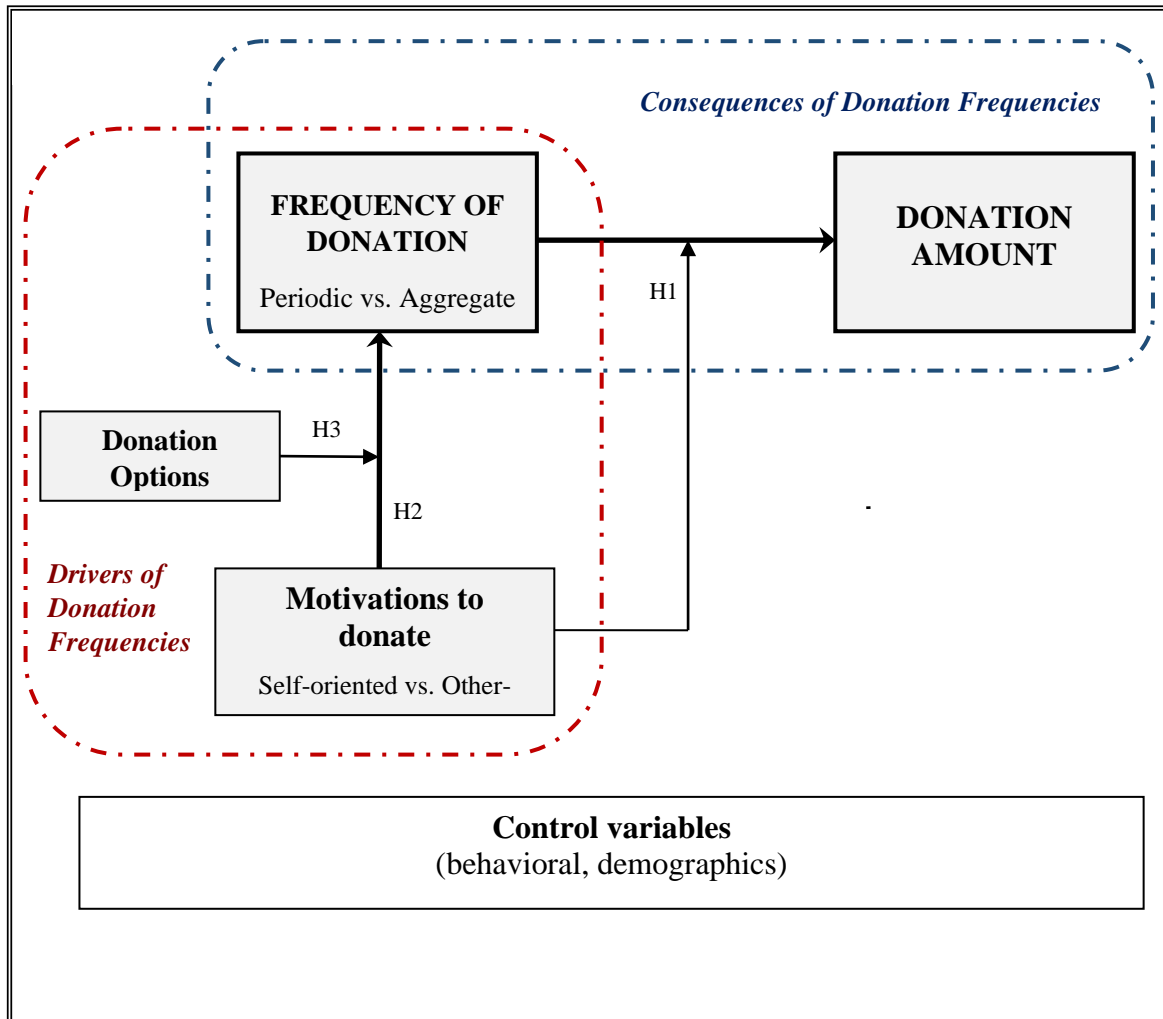 Consequences of Donation Frequencies
FREQUENCY OF
DONATION
Periodic vs. Aggregate
DONATION
AMOUNT
H1
Donation
Options
H3
H2
Drivers of
Donation
Frequencies
Motivations to
donate
Self-oriented vs. Other-
Control variables
(behavioral, demographics)